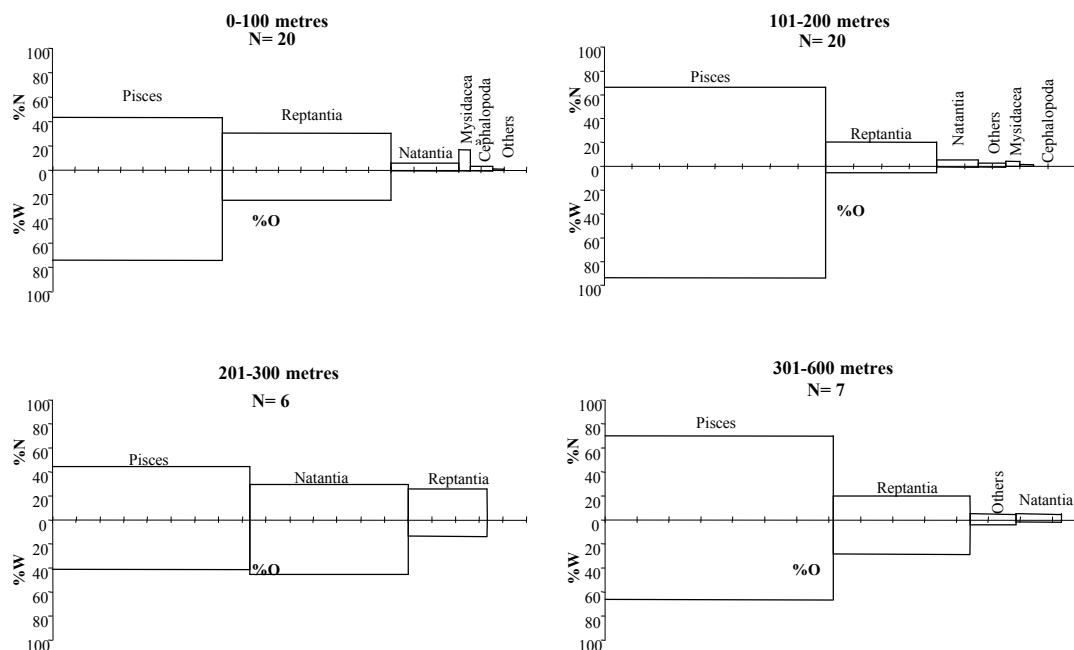 0-100 metres
N= 20
100
80
60
40
20
0
20
40
60
80
100
%N
%W
Pisces
Reptantia
Natantia
Mysidacea
Cephalopoda
Others
%O
101-200 metres
N= 20
100
80
60
40
20
0
20
40
60
80
100
%N
%W
Pisces
Reptantia
Natantia
Others
Mysidacea
Cephalopoda
%O
201-300 metres
N= 6
100
80
60
40
20
0
20
40
60
80
100
%N
%W
Pisces
Natantia
Reptantia
%O
301-600 metres
N= 7
100
80
60
40
20
0
20
40
60
80
100
%N
%W
Pisces
Reptantia
Others
Natantia
%O